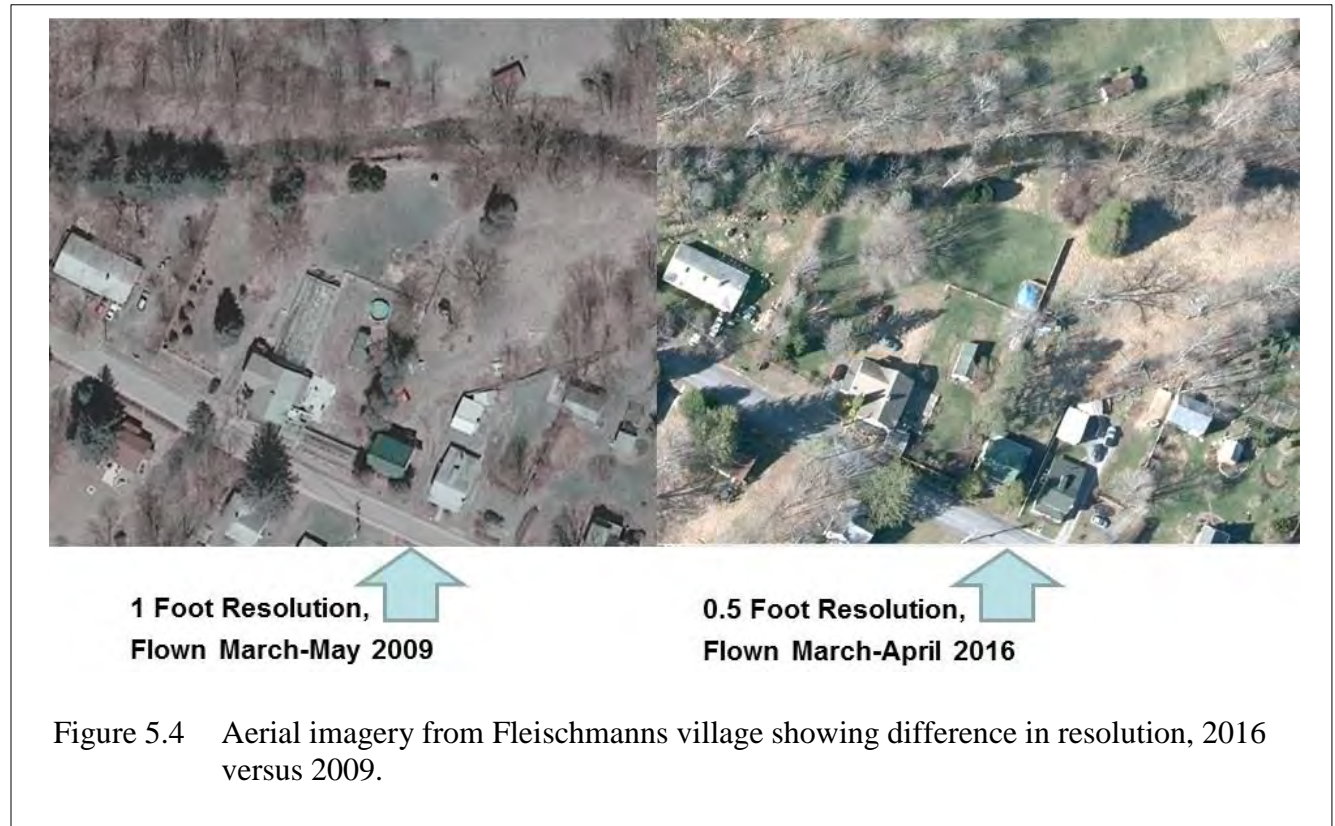 1 Foot Resolution,
Flown March-May 2009
0.5 Foot Resolution,
Flown March-April 2016
Figure 5.4 Aerial imagery from Fleischmanns village showing difference in resolution, 2016
versus 2009.